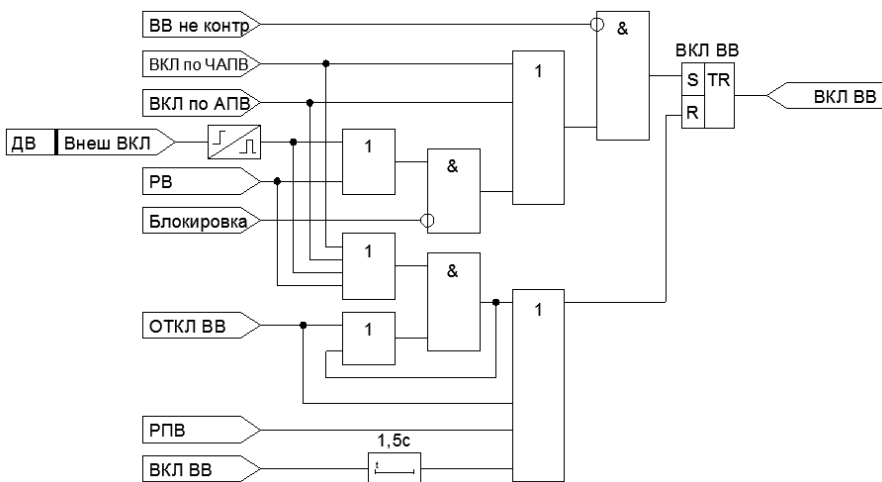 ВВ не контр
&
ВКЛ ВВ
ВКЛ по ЧАПВ
1
S TR
ВКЛ ВВ
ВКЛ по АПВ
R
ДВ Внеш ВКЛ
1
&
РВ
Блокировка
1
&
1
ОТКЛ ВВ
1
РПВ
1,5с
ВКЛ ВВ
t